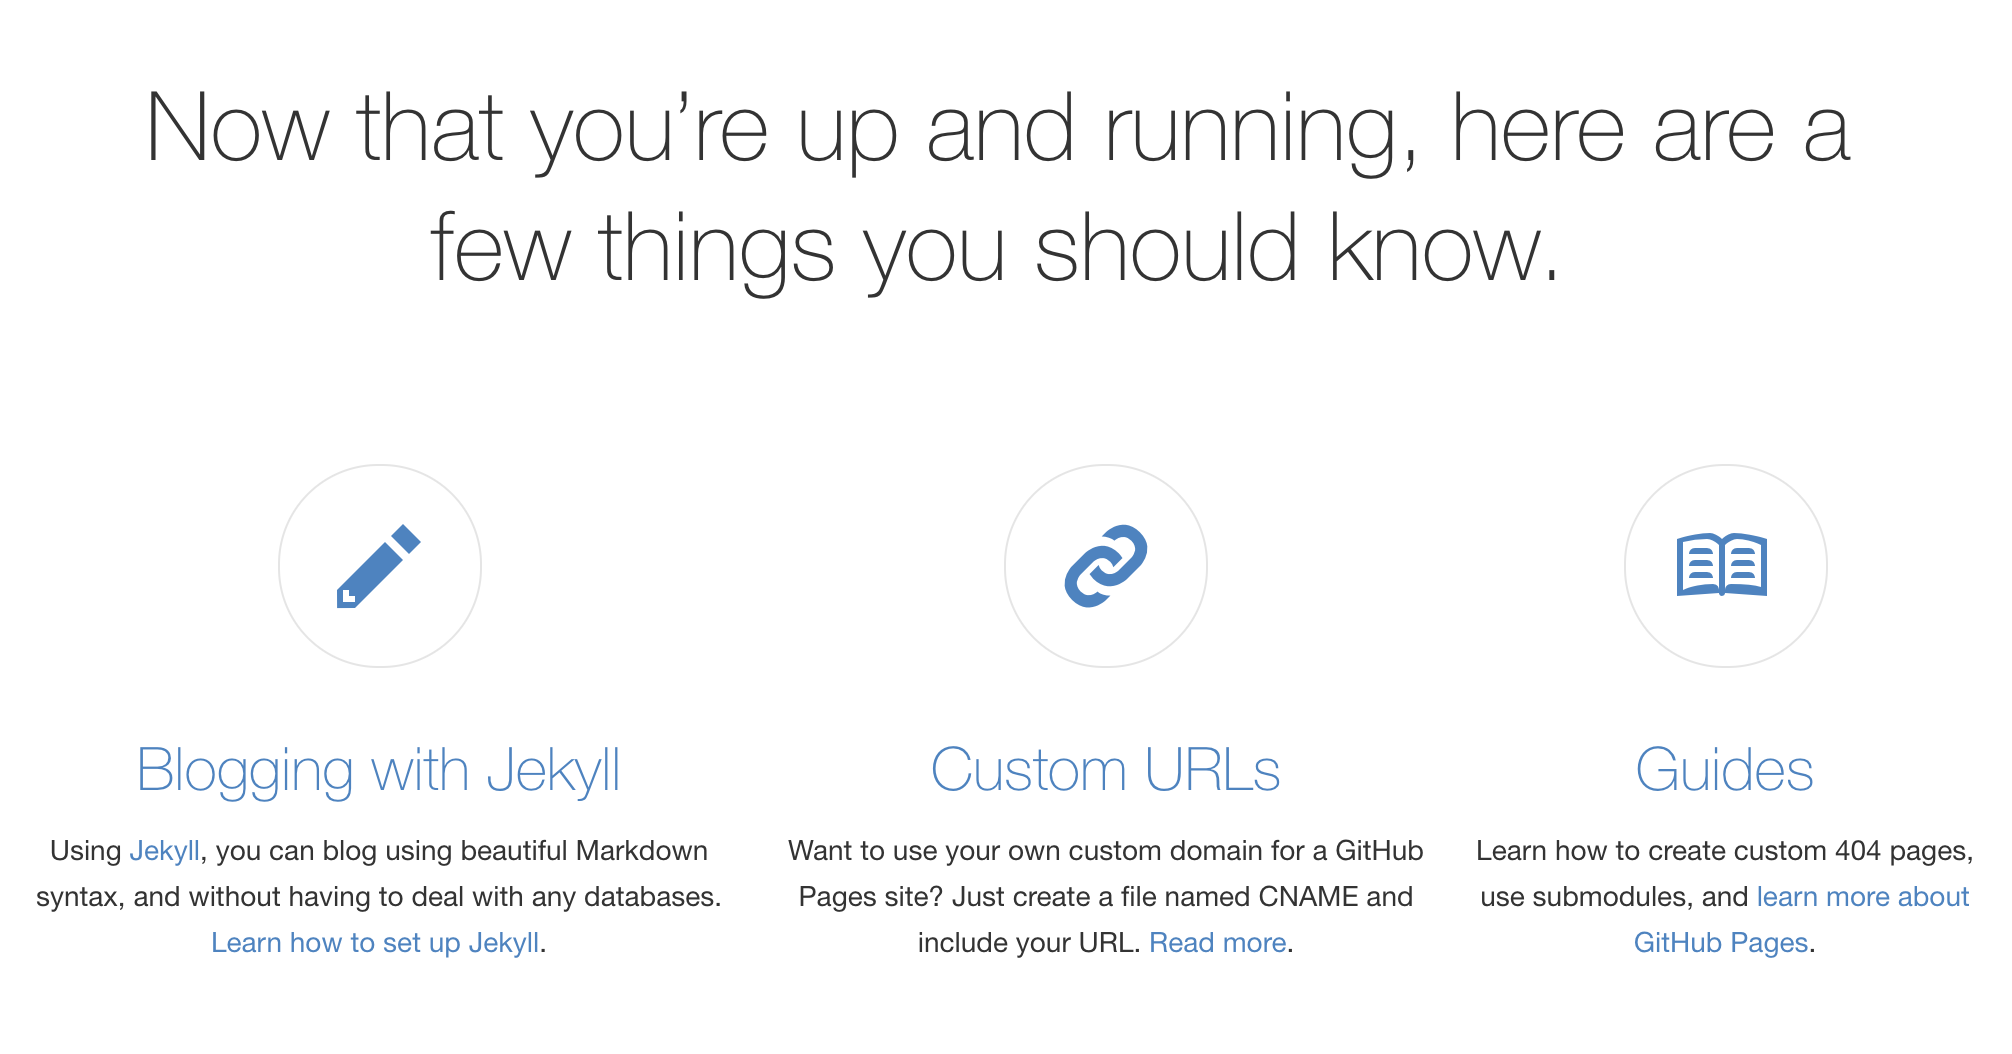 Now that you’re up and running, here are a
few things you should know.
Blogging with Jekyll
Using Jekyll, you can blog using beautiful Markdown
syntax, and without having to deal with any databases.
Learn how to set up Jekyll.
Custom URLs
Want to use your own custom domain for a GitHub
Pages site? Just create a file named CNAME and
include your URL. Read more.
Guides
Learn how to create custom 404 pages,
use submodules, and learn more about
GitHub Pages.